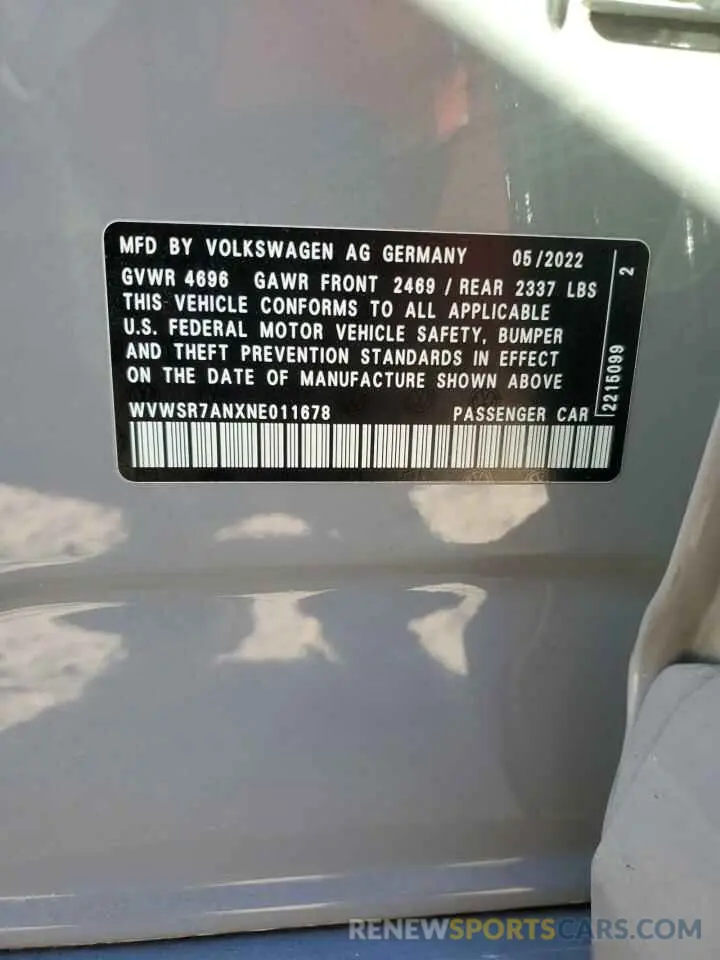 MFD BY VOLKSWAGEN AG GERMANY 05/2022
GVWR 4696 GAWR FRONT 2469 / REAR 2337 LBS
THIS VEHICLE CONFORMS TO ALL APPLICABLE
U.S. FEDERAL MOTOR VEHICLE SAFETY, BUMPER
AND THEFT PREVENTION STANDARDS IN EFFECT
ON THE DATE OF MANUFACTURE SHOWN ABOVE
WVWSR7ANXNE011678 PASSENGER CAR
2215099 2
RENEWSPORTSCARS.COM